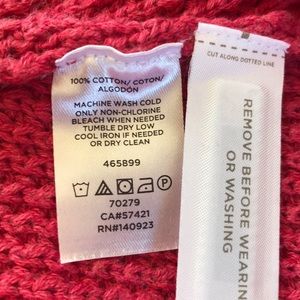 100% COTTON/ COTON/
ALGODÓN
MACHINE WASH COLD
ONLY NON-CHLORINE
BLEACH WHEN NEEDED
TUMBLE DRY LOW
COOL IRON IF NEEDED
OR DRY CLEAN
465899
70279
CA#57421
RN#140923
CUT ALONG DOTTED LINE
REMOVE BEFORE WEARING
OR WASHING